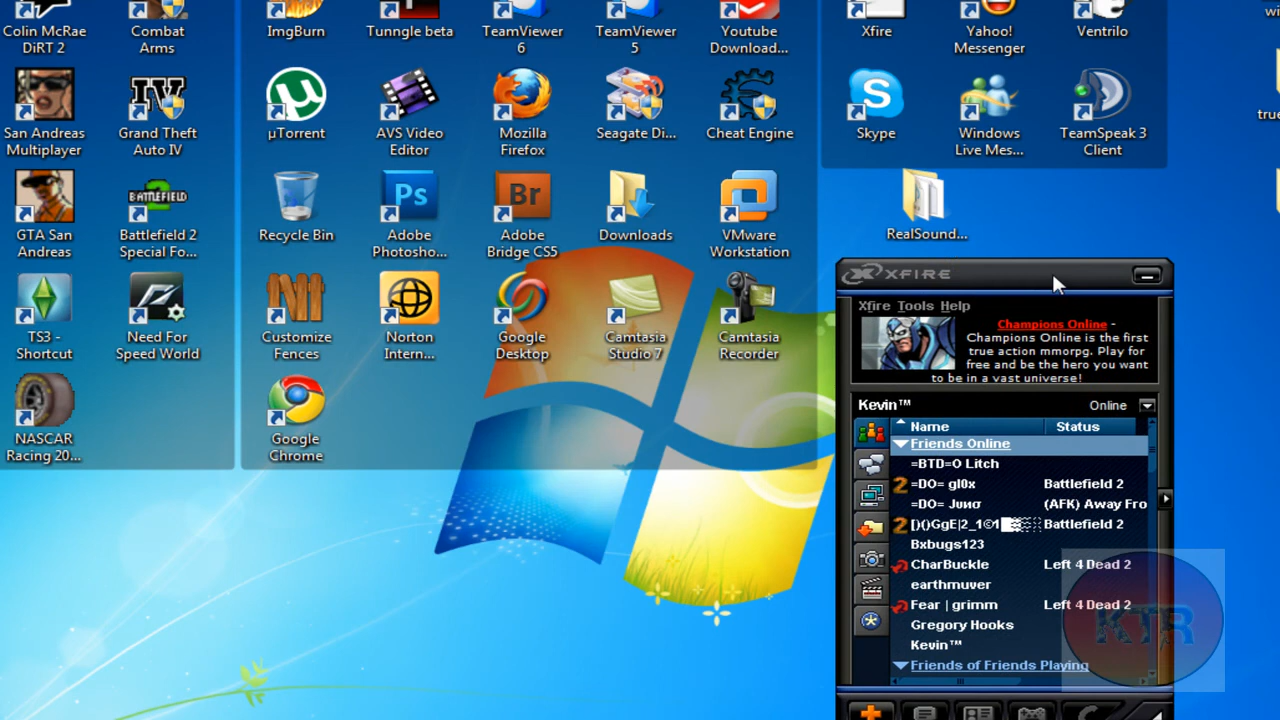 Colin McRae
DiRT 2
Combat
Arms
ImgBurn
Tunngle beta
TeamViewer
6
TeamViewer
5
Youtube
Download...
Xfire
Yahoo!
Messenger
Ventrilo
San Andreas
Multiplayer
IV
Grand Theft
Auto IV
µTorrent
AVS Video
Editor
Mozilla
Firefox
Seagate Di...
Cheat Engine
Skype
Windows
Live Mes...
TeamSpeak 3
Client
GTA San
Andreas
BATTLEFIELD
2
Battlefield 2
Special Fo...
Recycle Bin
Ps
Adobe
Photosho...
Br
Adobe
Bridge CS5
Downloads
VMware
Workstation
RealSound...
TS3 -
Shortcut
Need For
Speed World
Customize
Fences
Norton
Intern...
Google
Desktop
Camtasia
Studio 7
Camtasia
Recorder
NASCAR
Racing 20...
Google
Chrome
XFIRE
Xfire Tools Help
Champions Online -
Champions Online is the first
true action mmorpg. Play for
free and be the hero you want
to be in a vast universe!
Kevin™ Online
Name Status
Friends Online
=BTD=O Litch
=DO= gl0x Battlefield 2
=DO= Jυισ (AFK) Away Fro
Battlefield 2
Bxbugs123
CharBuckle Left 4 Dead 2
earthmuver
Fear | grimm Left 4 Dead 2
Gregory Hooks
Kevin™
Friends of Friends Playing
KTR